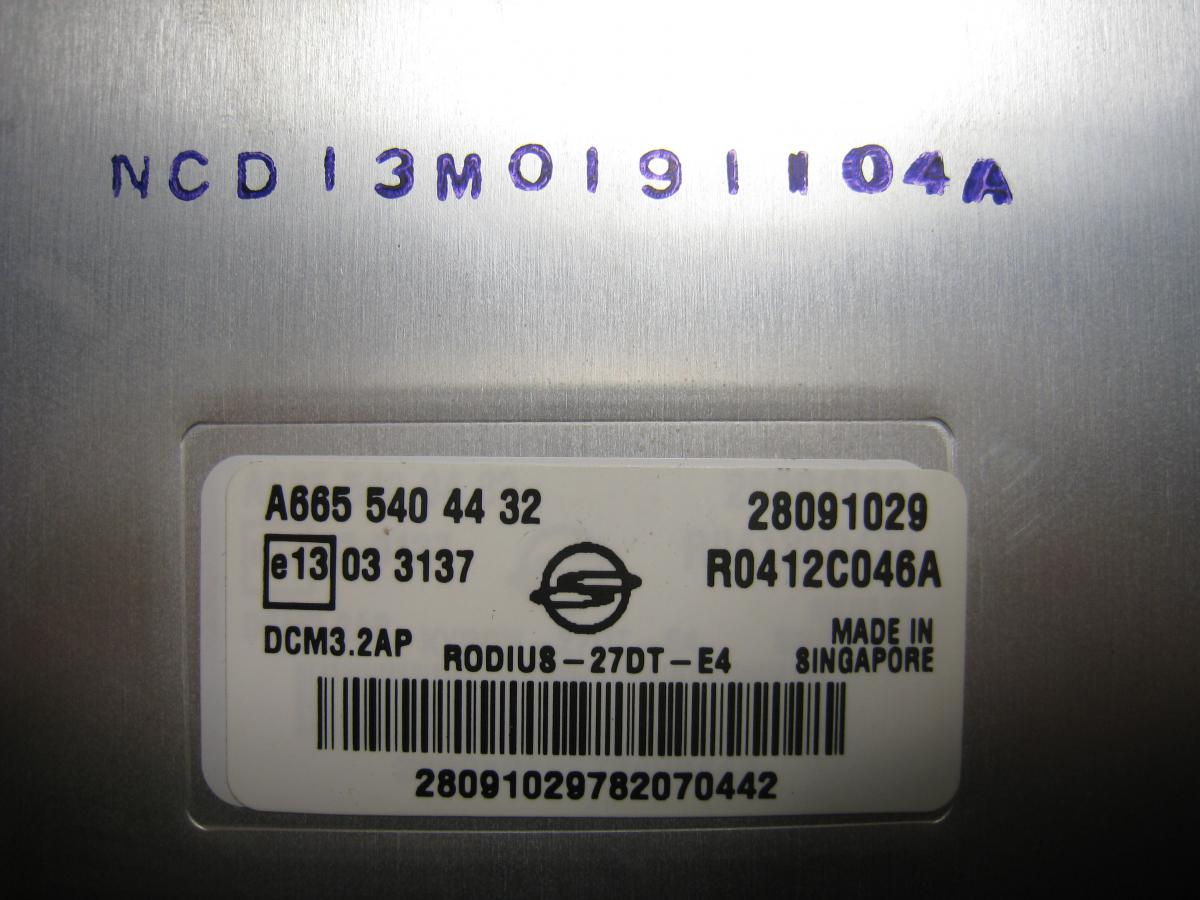 NCD13M0191104A
A665 540 44 32
28091029
e13 03 3137
R0412C046A
DCM3.2AP
RODIUS-27DT-E4
MADE IN
SINGAPORE
28091029782070442